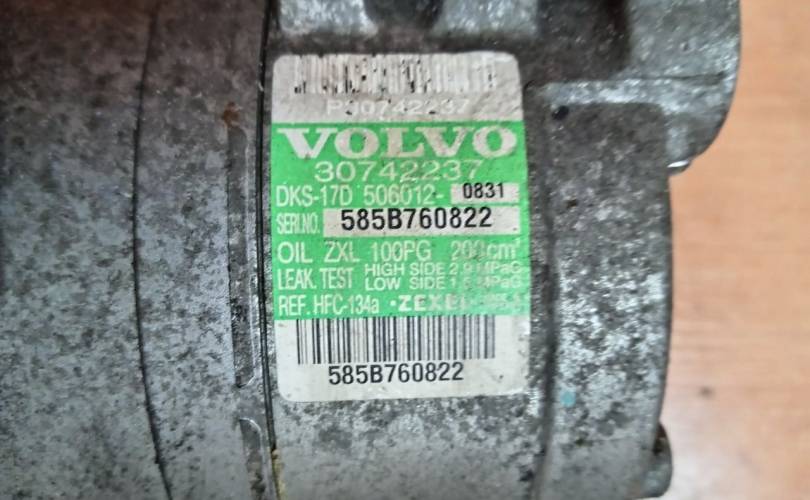 P30742237
VOLVO
30742237
DKS-17D 506012- 0831
SERI.NO. 585B760822
OIL ZXL 100PG 200cm³
LEAK. TEST HIGH SIDE 2.9 MPaG
LOW SIDE 1.5 MPaG
REF. HFC-134a ·ZEXEL
585B760822